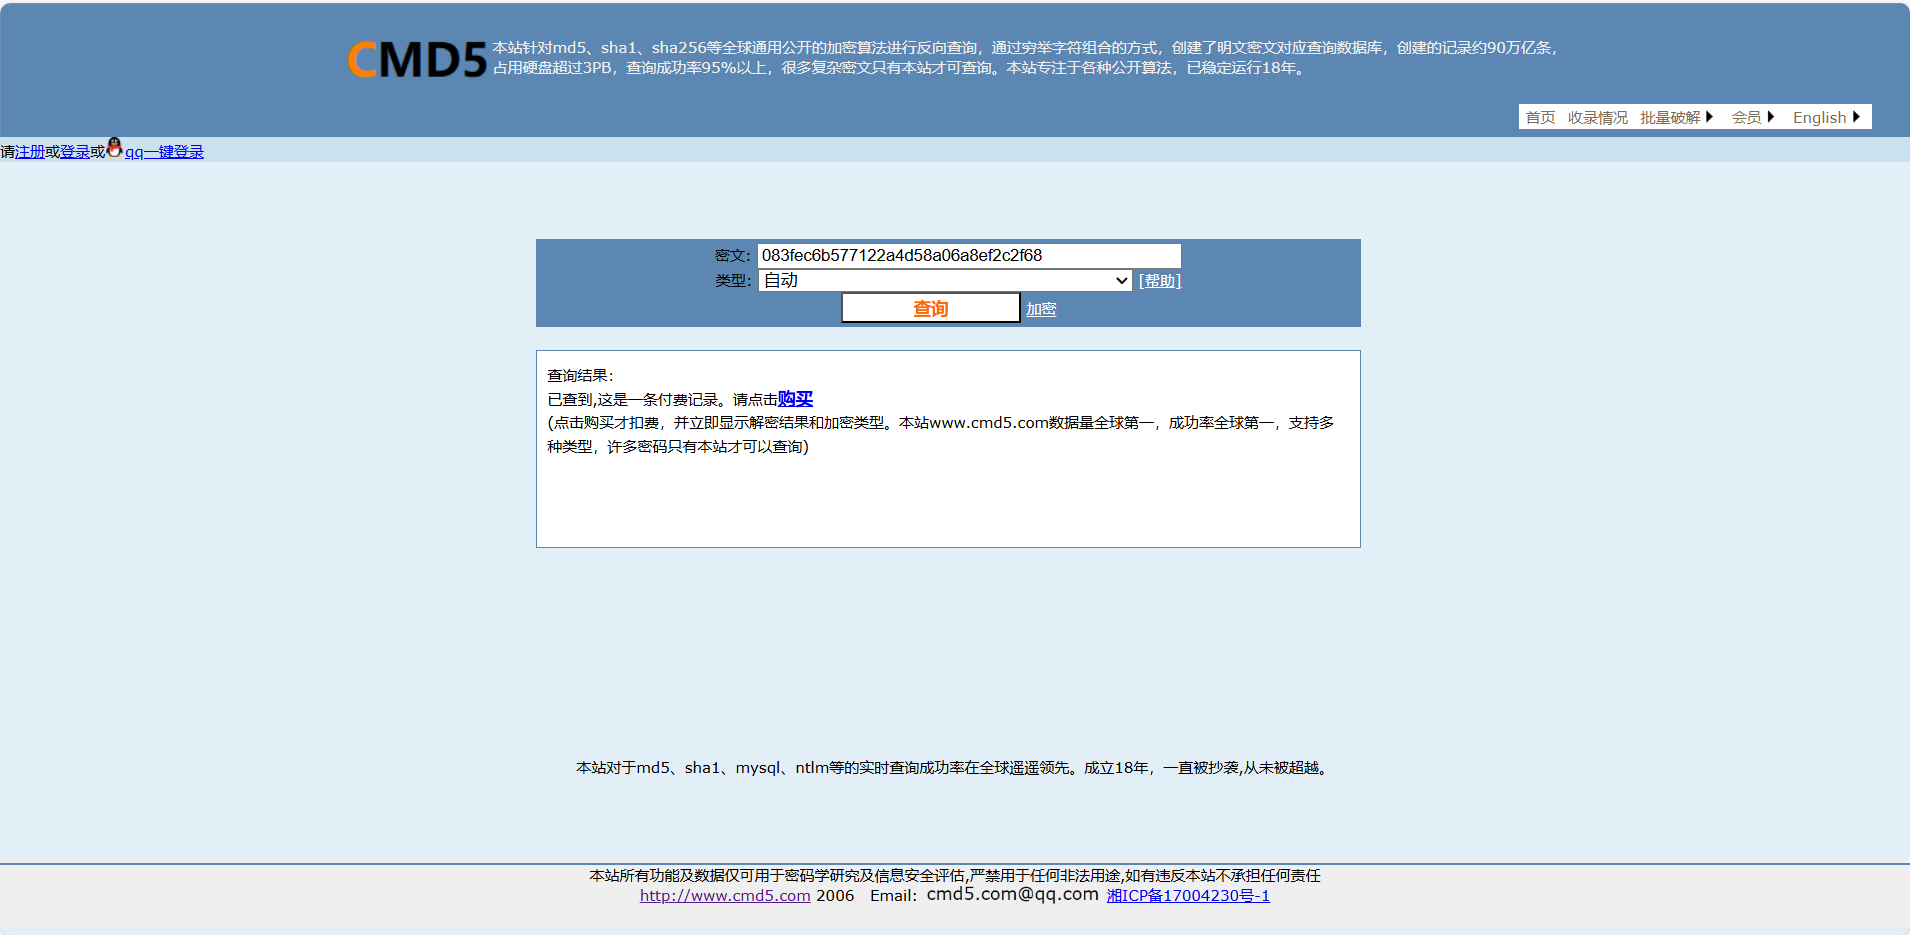 CMD5 本站针对md5、sha1、sha256等全球通用公开的加密算法进行反向查询，通过穷举字符组合的方式，创建了明文密文对应查询数据库，创建的记录约90万亿条，
占用硬盘超过3PB，查询成功率95%以上，很多复杂密文只有本站才可查询。本站专注于各种公开算法，已稳定运行18年。
首页 收录情况 批量破解 会员 English
请注册或登录或qq一键登录
密文： 083fec6b577122a4d58a06a8ef2c2f68
类型： 自动 [帮助]
查询 加密
查询结果：
已查到,这是一条付费记录。请点击购买
(点击购买才扣费，并立即显示解密结果和加密类型。本站www.cmd5.com数据量全球第一，成功率全球第一，支持多
种类型，许多密码只有本站才可以查询)
本站对于md5、sha1、mysql、ntlm等的实时查询成功率在全球遥遥领先。成立18年，一直被抄袭,从未被超越。
本站所有功能及数据仅可用于密码学研究及信息安全评估,严禁用于任何非法用途,如有违反本站不承担任何责任
http://www.cmd5.com 2006 Email： cmd5.com@qq.com 湘ICP备17004230号-1